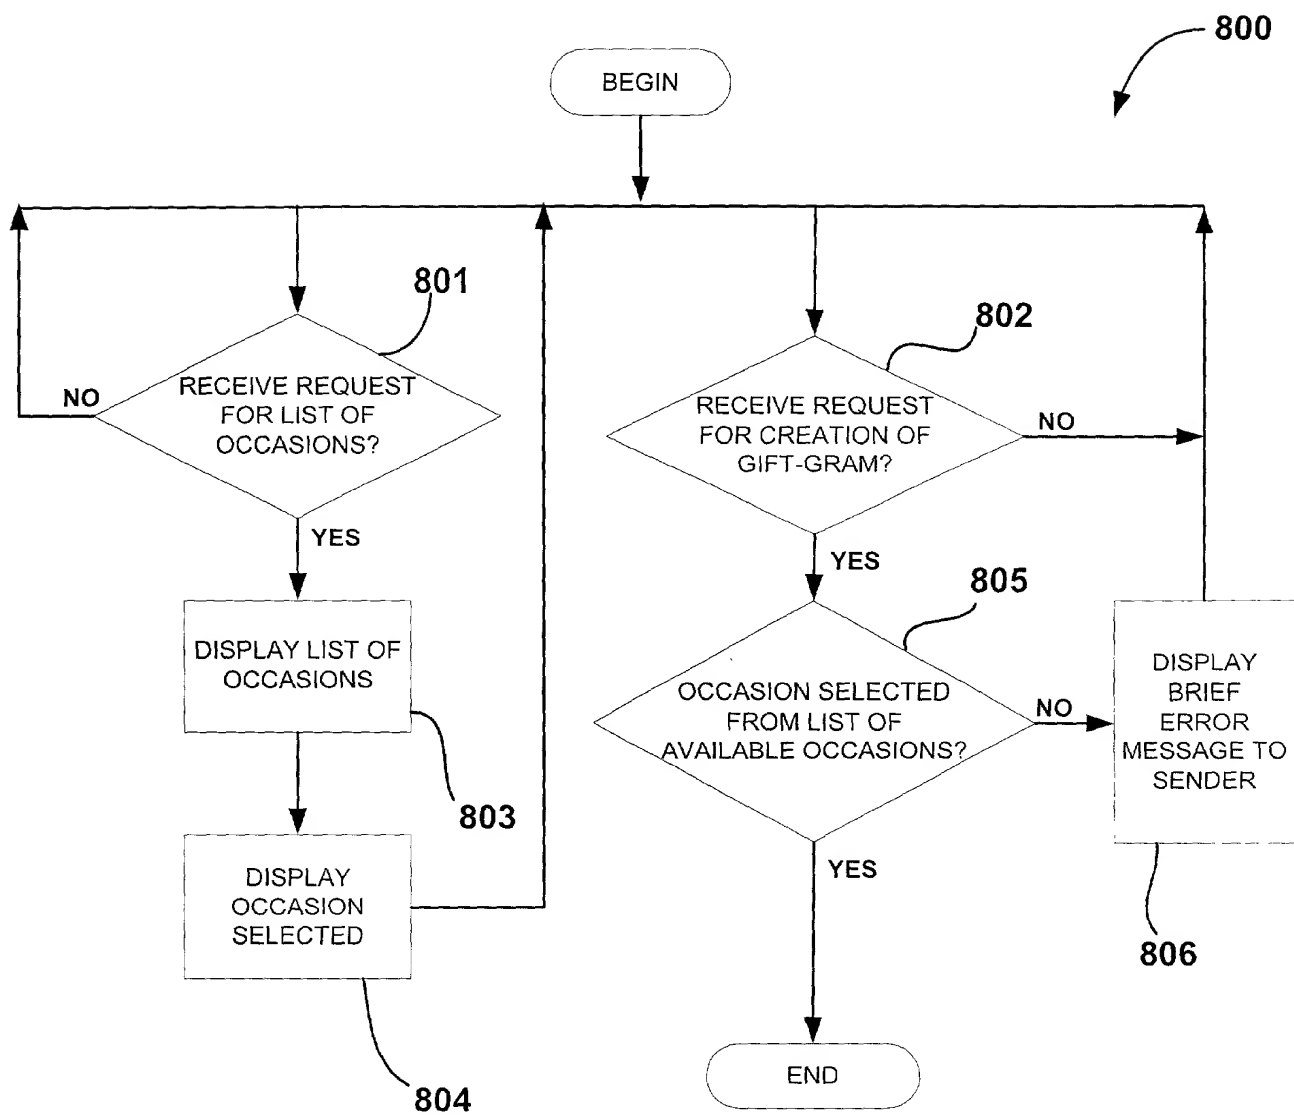 800
BEGIN
801
RECEIVE REQUEST
FOR LIST OF
OCCASIONS?
NO
YES
DISPLAY LIST OF
OCCASIONS
803
DISPLAY
OCCASION
SELECTED
804
802
RECEIVE REQUEST
FOR CREATION OF
GIFT-GRAM?
NO
YES
805
OCCASION SELECTED
FROM LIST OF
AVAILABLE OCCASIONS?
NO
YES
DISPLAY
BRIEF
ERROR
MESSAGE TO
SENDER
806
END